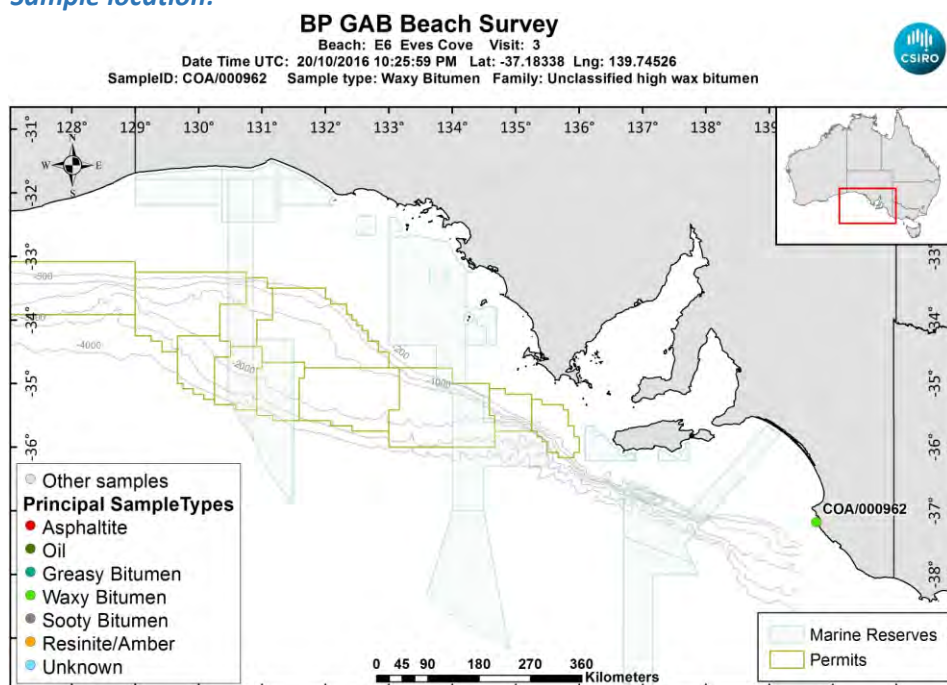 Sample location:
BP GAB Beach Survey
Beach: E6 Eves Cove Visit: 3
Date Time UTC: 20/10/2016 10:25:59 PM Lat: -37.18338 Lng: 139.74526
SampleID: COA/000962 Sample type: Waxy Bitumen Family: Unclassified high wax bitumen
CSIRO
128° 129° 130° 131° 132° 133° 134° 135° 136° 137° 138° 139
-31°
-32°
-33°
-34°
-35°
-36°
N
W E
S
-34°
-35°
-36°
-37°
-38°
-4000
-2000
-200
-1000
COA/000962
Other samples
Principal SampleTypes
Asphaltite
Oil
Greasy Bitumen
Waxy Bitumen
Sooty Bitumen
Resinite/Amber
Unknown
0 45 90 180 270 360
Kilometers
Marine Reserves
Permits